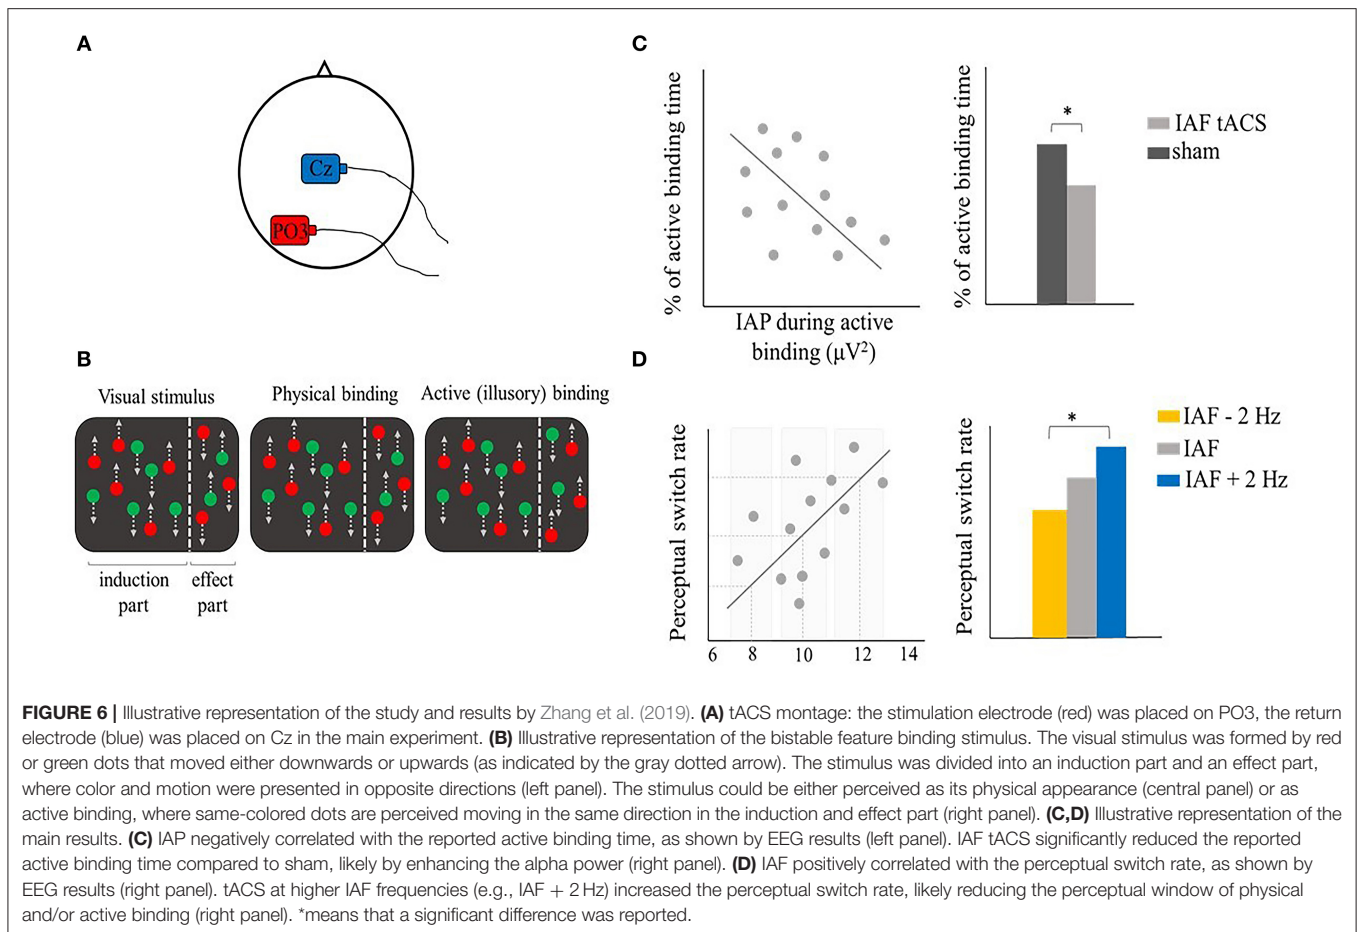 A
Cz
PO3
B
Visual stimulus
Physical binding
Active (illusory) binding
induction
part
effect
part
C
% of active binding time
IAP during active
binding (µV²)
% of active binding time
*
IAF tACS
sham
D
Perceptual switch rate
6 8 10 12 14
Perceptual switch rate
*
IAF - 2 Hz
IAF
IAF + 2 Hz
FIGURE 6 | Illustrative representation of the study and results by Zhang et al. (2019). (A) tACS montage: the stimulation electrode (red) was placed on PO3, the return
electrode (blue) was placed on Cz in the main experiment. (B) Illustrative representation of the bistable feature binding stimulus. The visual stimulus was formed by red
or green dots that moved either downwards or upwards (as indicated by the gray dotted arrow). The stimulus was divided into an induction part and an effect part,
where color and motion were presented in opposite directions (left panel). The stimulus could be either perceived as its physical appearance (central panel) or as
active binding, where same-colored dots are perceived moving in the same direction in the induction and effect part (right panel). (C,D) Illustrative representation of the
main results. (C) IAP negatively correlated with the reported active binding time, as shown by EEG results (left panel). IAF tACS significantly reduced the reported
active binding time compared to sham, likely by enhancing the alpha power (right panel). (D) IAF positively correlated with the perceptual switch rate, as shown by
EEG results (right panel). tACS at higher IAF frequencies (e.g., IAF + 2 Hz) increased the perceptual switch rate, likely reducing the perceptual window of physical
and/or active binding (right panel). *means that a significant difference was reported.